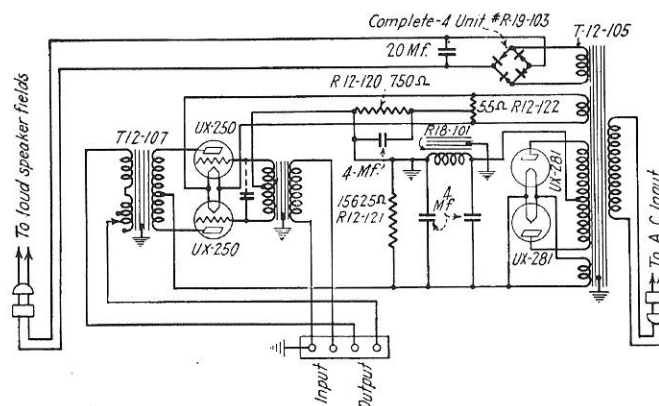 Complete-4 Unit #R-19-103
T-12-105
20 Mf.
R12-120, 750Ω
55Ω R12-122
To loud speaker fields
T12-107
UX-250
R18-101
4-Mf.
UX-281
15625Ω
R12-121
4
Mf.
UX-250
UX-281
To A.C. Input
Input
Output